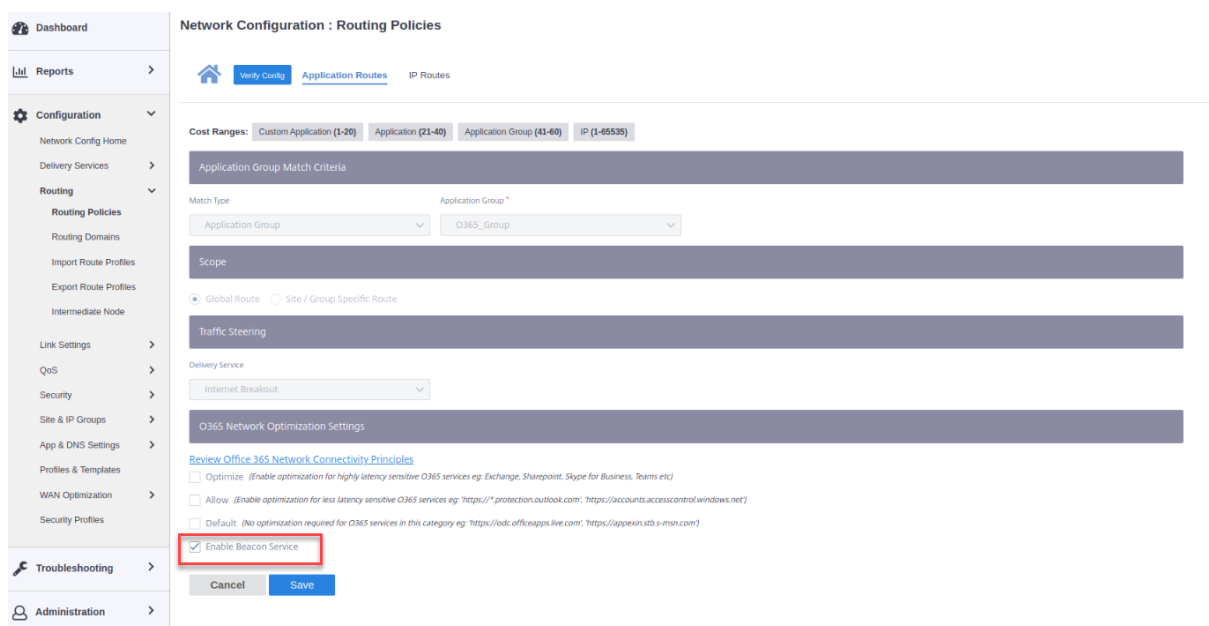 Dashboard
Reports
Configuration
Network Config Home
Delivery Services
Routing
Routing Policies
Routing Domains
Import Route Profiles
Export Route Profiles
Intermediate Node
Link Settings
QoS
Security
Site & IP Groups
App & DNS Settings
Profiles & Templates
WAN Optimization
Security Profiles
Troubleshooting
Administration
Network Configuration : Routing Policies
Verify Config Application Routes IP Routes
Cost Ranges: Custom Application (1-20) Application (21-40) Application Group (41-60) IP (1-65535)
Application Group Match Criteria
Match Type Application Group *
Application Group O365_Group
Scope
Global Route Site / Group Specific Route
Traffic Steering
Delivery Service
Internet Breakout
O365 Network Optimization Settings
Review Office 365 Network Connectivity Principles
Optimize (Enable optimization for highly latency sensitive O365 services eg: Exchange, Sharepoint, Skype for Business, Teams etc)
Allow (Enable optimization for less latency sensitive O365 services eg: 'https://*.protection.outlook.com', 'https://accounts.accesscontrol.windows.net')
Default (No optimization required for O365 services in this category eg: 'https://odc.officeapps.live.com', 'https://appexin.stb.s-msn.com')
Enable Beacon Service
Cancel Save